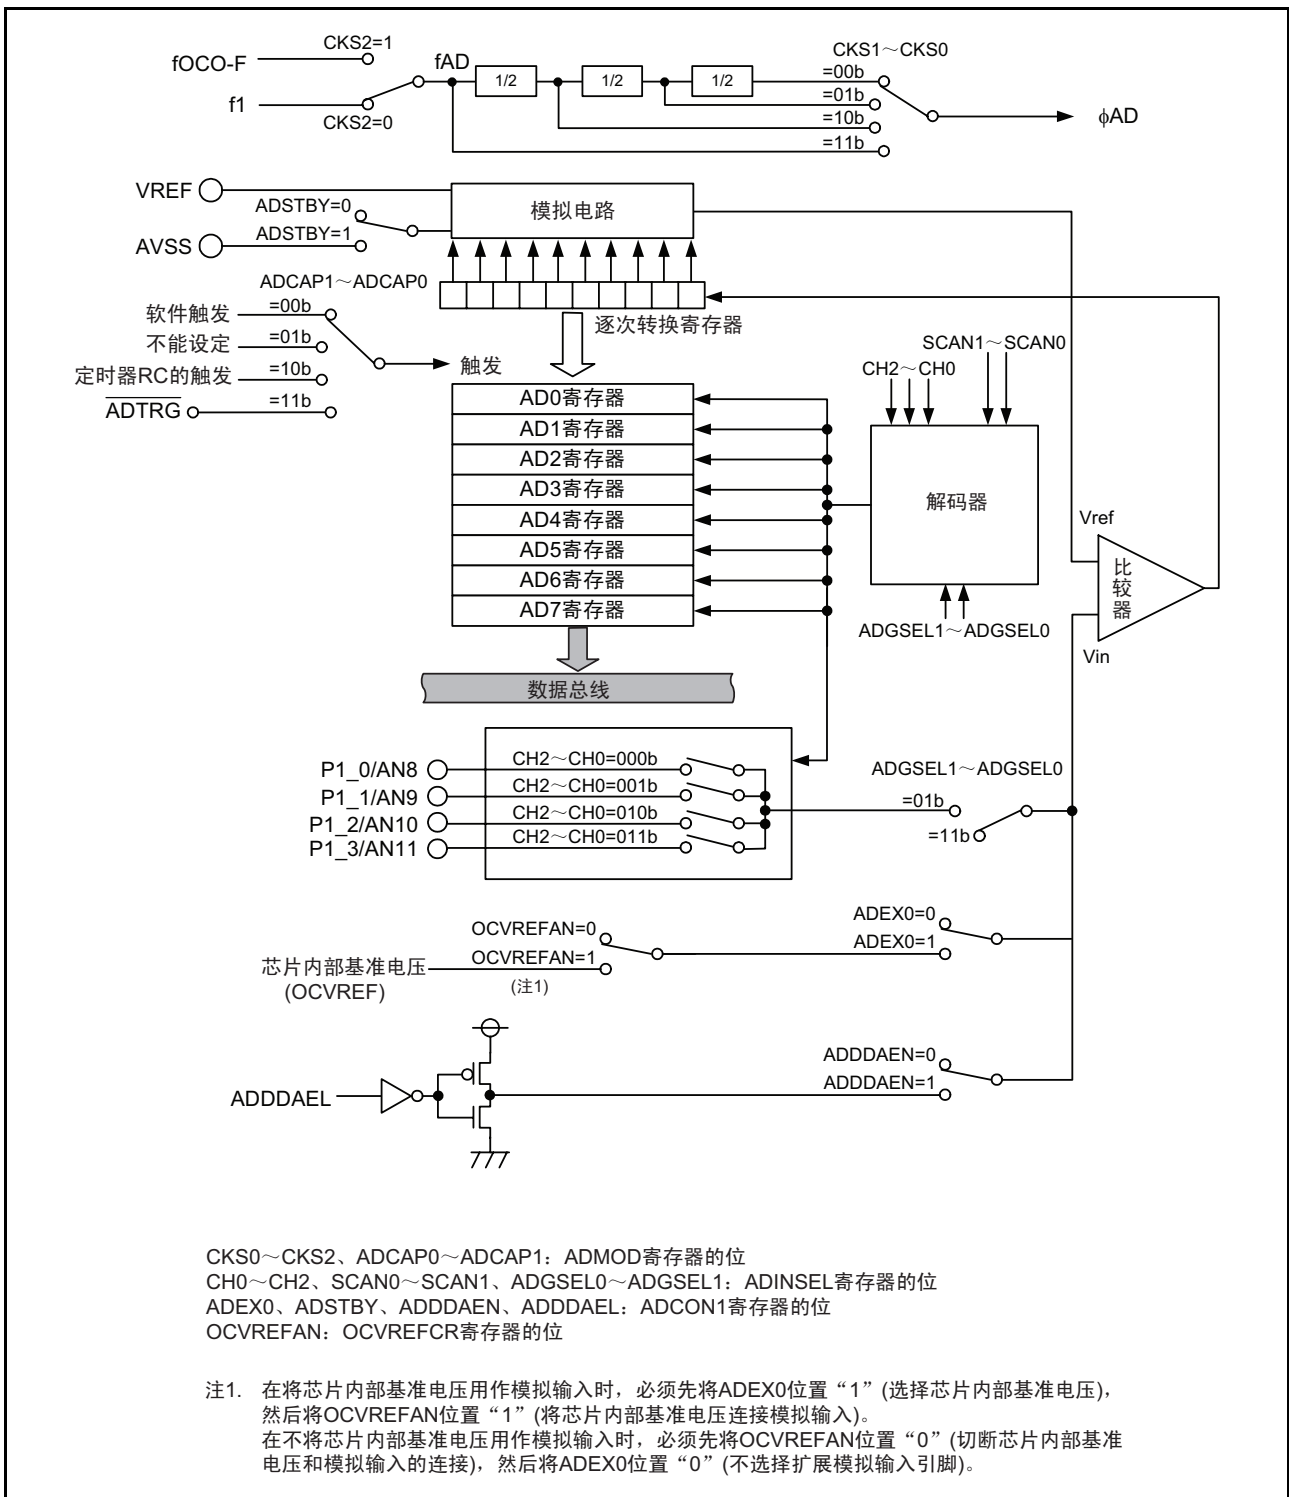 CKS2=1
fOCO-F
fAD
f1
CKS2=0
1/2
1/2
1/2
CKS1～CKS0
=00b
=01b
=10b
=11b
ϕAD
VREF
AVSS
ADSTBY=0
ADSTBY=1
模拟电路
ADCAP1～ADCAP0
软件触发
=00b
不能设定
=01b
定时器RC的触发
=10b
ADTRG
=11b
触发
逐次转换寄存器
AD0寄存器
AD1寄存器
AD2寄存器
AD3寄存器
AD4寄存器
AD5寄存器
AD6寄存器
AD7寄存器
数据总线
SCAN1～SCAN0
CH2～CH0
解码器
ADGSEL1～ADGSEL0
Vref
比较器
Vin
P1_0/AN8
CH2～CH0=000b
P1_1/AN9
CH2～CH0=001b
P1_2/AN10
CH2～CH0=010b
P1_3/AN11
CH2～CH0=011b
ADGSEL1～ADGSEL0
=01b
=11b
OCVREFAN=0
OCVREFAN=1
(注1)
芯片内部基准电压
(OCVREF)
ADEX0=0
ADEX0=1
ADDDAEL
ADDDAEN=0
ADDDAEN=1
CKS0～CKS2、ADCAP0～ADCAP1：ADMOD寄存器的位
CH0～CH2、SCAN0～SCAN1、ADGSEL0～ADGSEL1：ADINSEL寄存器的位
ADEX0、ADSTBY、ADDDAEN、ADDDAEL：ADCON1寄存器的位
OCVREFAN：OCVREFCR寄存器的位
注1. 在将芯片内部基准电压用作模拟输入时，必须先将ADEX0位置“1”(选择芯片内部基准电压)，
然后将OCVREFAN位置“1”(将芯片内部基准电压连接模拟输入)。
在不将芯片内部基准电压用作模拟输入时，必须先将OCVREFAN位置“0”(切断芯片内部基准
电压和模拟输入的连接)，然后将ADEX0位置“0”(不选择扩展模拟输入引脚)。